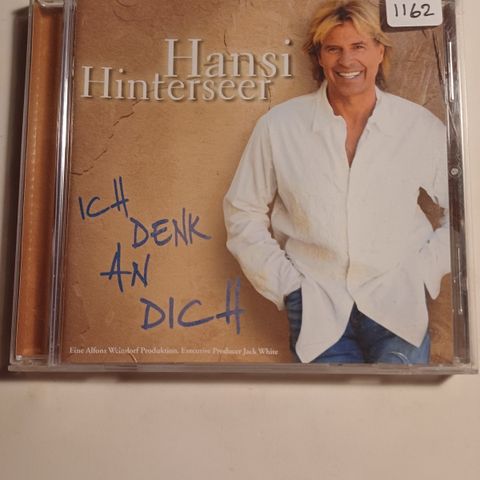 1162
Hansi
Hinterseer
ICH
DENK
AN
DICH
Eine Alfons Weindorf Produktion. Executive Producer Jack White